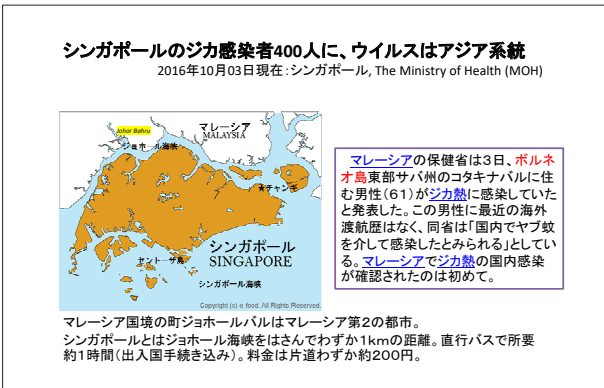 シンガポールのジカ感染者400人に、ウイルスはアジア系統
2016年10月03日現在：シンガポール, The Ministry of Health (MOH)
Johor Bahru
マレーシア
MALAYSIA
ジョホール海峡
★チャンギ
シンガポール
SINGAPORE
セントーサ島
シンガポール海峡
Copyright (c) e food. All Rights Reserved.
マレーシアの保健省は３日、ボルネ
オ島東部サバ州のコタキナバルに住
む男性（61）がジカ熱に感染していた
と発表した。この男性に最近の海外
渡航歴はなく、同省は「国内でヤブ蚊
を介して感染したとみられる」としてい
る。マレーシアでジカ熱の国内感染
が確認されたのは初めて。
マレーシア国境の町ジョホールバルはマレーシア第２の都市。
シンガポールとはジョホール海峡をはさんでわずか１kmの距離。直行バスで所要
約１時間（出入国手続き込み）。料金は片道わずか約200円。